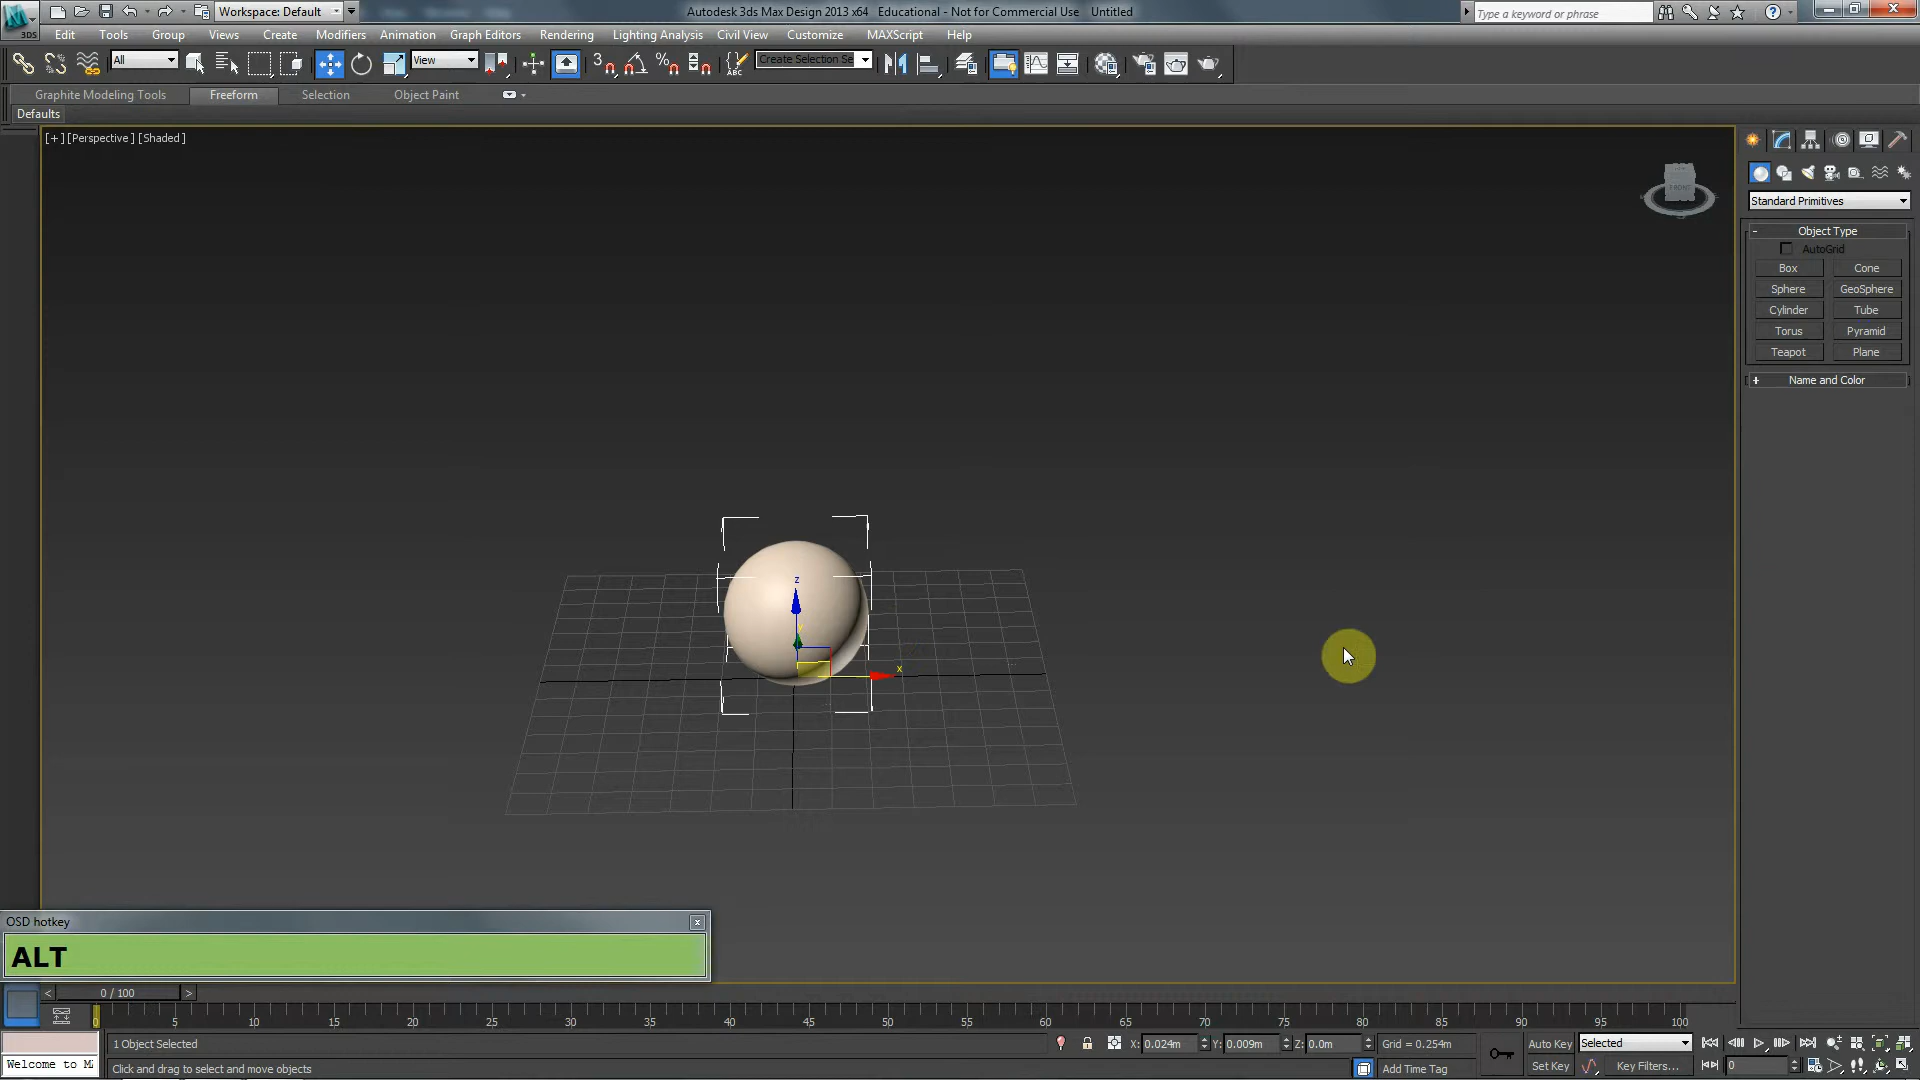 Workspace: Default
Autodesk 3ds Max Design 2013 x64 Educational - Not for Commercial Use Untitled
Type a keyword or phrase
3DS
Edit Tools Group Views Create Modifiers Animation Graph Editors Rendering Lighting Analysis Civil View Customize MAXScript Help
All
View
3
%
ABC
Create Selection Se
Graphite Modeling Tools Freeform Selection Object Paint
Defaults
[+] [Perspective] [Shaded]
FRONT
Standard Primitives
- Object Type
AutoGrid
Box Cone
Sphere GeoSphere
Cylinder Tube
Torus Pyramid
Teapot Plane
+ Name and Color
z
y
x
OSD hotkey
x
ALT
< 0 / 100 >
0 5 10 15 20 25 30 35 40 45 50 55 60 65 70 75 80 85 90 95 100
1 Object Selected
X: 0.024m Y: 0.009m Z: 0.0m Grid = 0.254m
Auto Key Selected
Welcome to M
Click and drag to select and move objects
Add Time Tag
Set Key Key Filters... 0